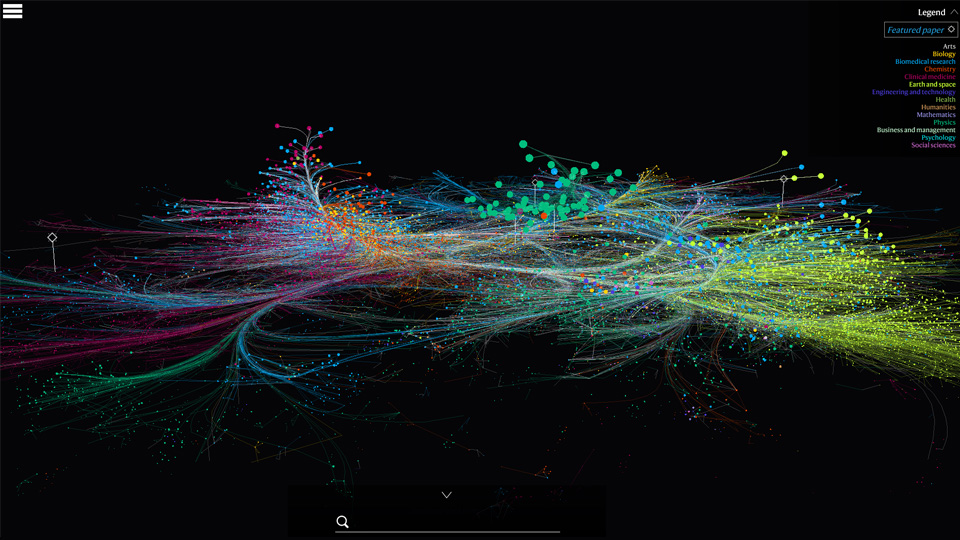 Legend
Featured paper
Arts
Biology
Biomedical research
Chemistry
Clinical medicine
Earth and space
Engineering and technology
Health
Humanities
Mathematics
Physics
Business and management
Psychology
Social sciences